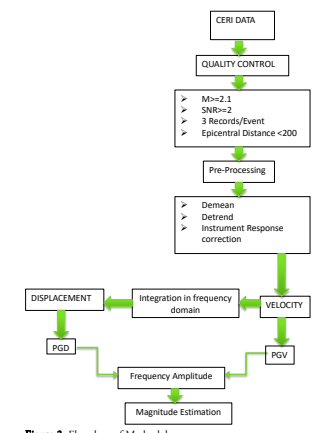 CERI DATA
QUALITY CONTROL
➢ M>=2.1
➢ SNR>=2
➢ 3 Records/Event
➢ Epicentral Distance <200
Pre-Processing
➢ Demean
➢ Detrend
➢ Instrument Response
correction
DISPLACEMENT
Integration in frequency
domain
VELOCITY
PGD
PGV
Frequency Amplitude
Magnitude Estimation